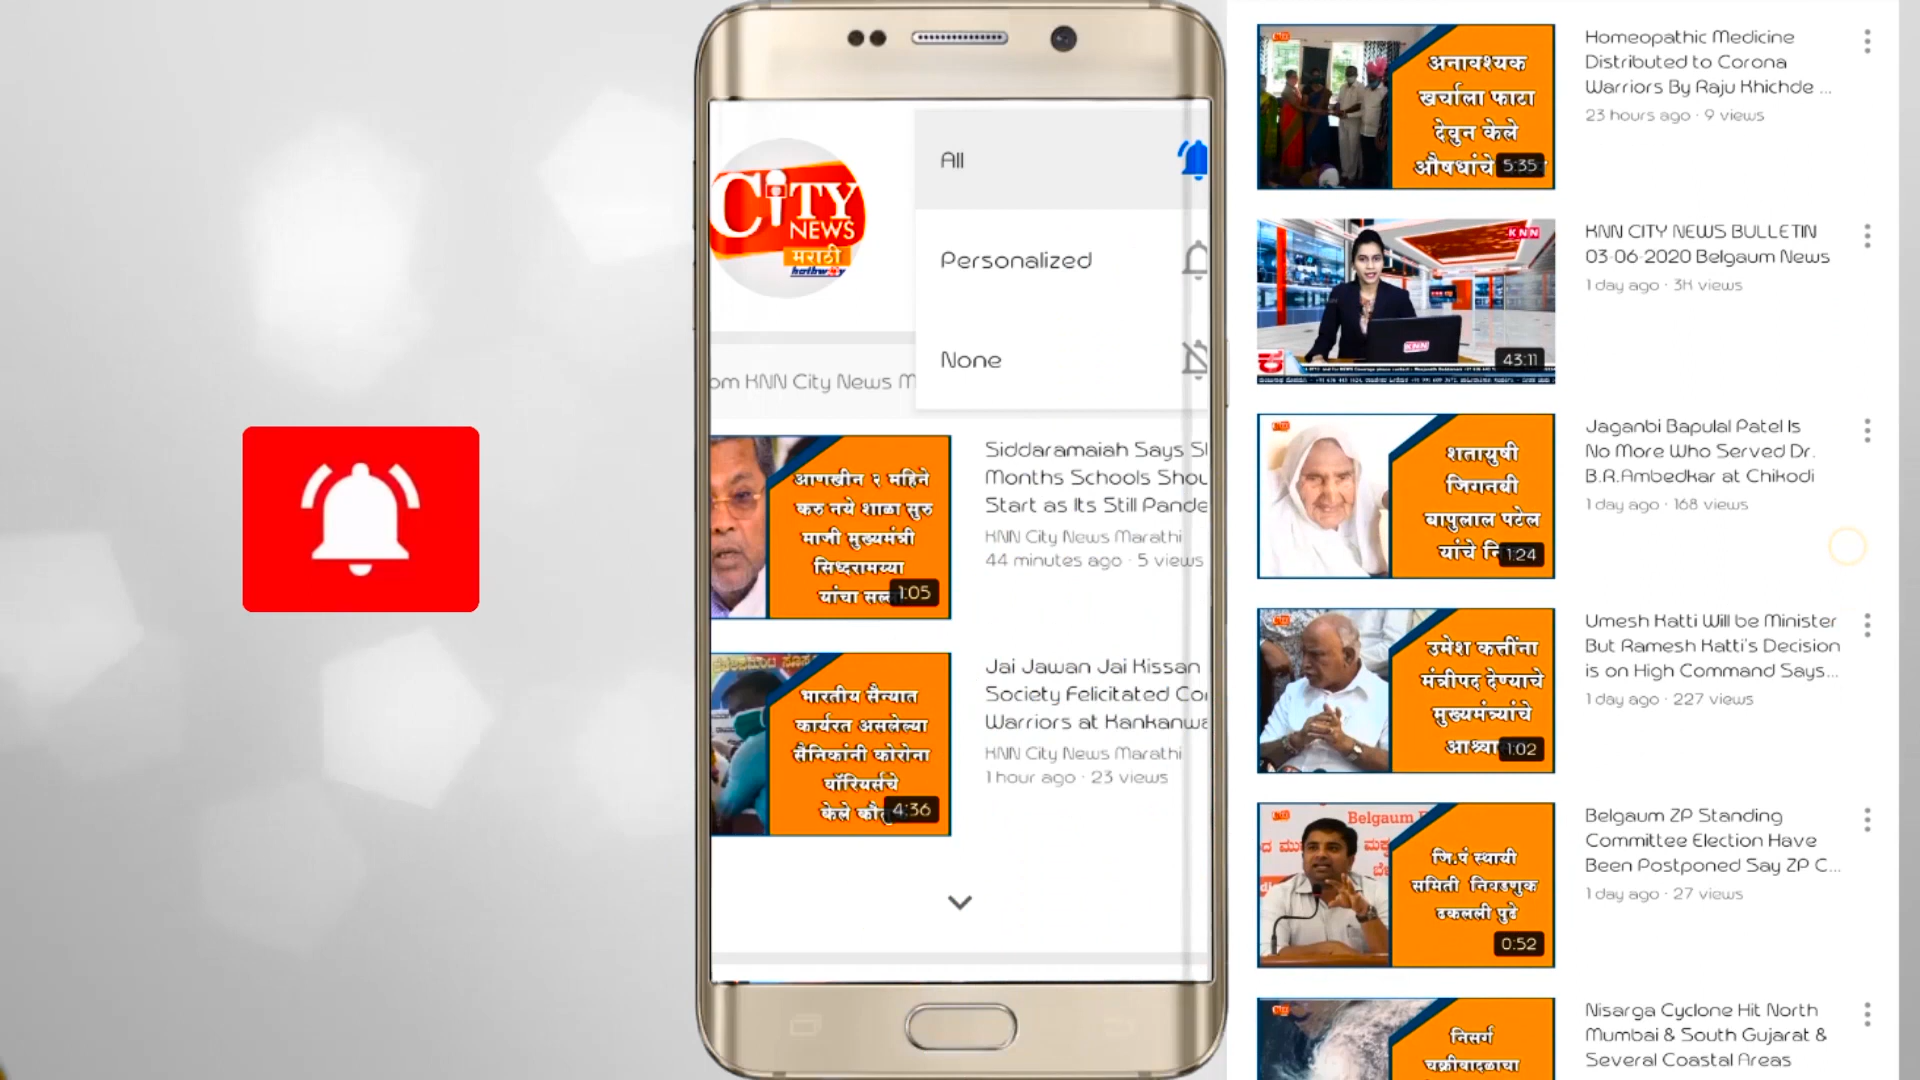 CiTY
NEWS
मराठी
hathway
All
Personalized
None
om KNN City News M
आणखीन २ महिने
करु नये शाळा सुरु
माजी मुख्यमंत्री
सिध्दरामय्या
यांचा सल्ल
1:05
Siddaramaiah Says
Months Schools Shou
Start as Its Still Pande
KNN City News Marathi
44 minutes ago · 5 views
भारतीय सैन्यात
कार्यरत असलेल्या
सैनिकांनी कोरोना
वॉरियर्सचे
केले कौतु
4:36
Jai Jawan Jai Kissan
Society Felicitated Co
Warriors at Kankanwa
KNN City News Marathi
1 hour ago · 23 views
अनावश्यक
खर्चाला फाटा
देवुन केले
औषधांचे
5:35
Homeopathic Medicine
Distributed to Corona
Warriors By Raju Khichde ...
23 hours ago · 9 views
KNN
KNN
43:11
KNN CITY NEWS BULLETIN
03-06-2020 Belgaum News
1 day ago · 3K views
शतायुषी
जिगनबी
बापुलाल पटेल
यांचे नि
1:24
Jaganbi Bapulal Patel Is
No More Who Served Dr.
B.R.Ambedkar at Chikodi
1 day ago · 168 views
उमेश कत्तींना
मंत्रीपद देण्याचे
मुख्यमंत्र्यांचे
आश्वा
1:02
Umesh Katti Will be Minister
But Ramesh Katti's Decision
is on High Command Says...
1 day ago · 227 views
Belgaum
जि.पं स्थायी
समिती निवडणुक
ढकलली पुढे
0:52
Belgaum ZP Standing
Committee Election Have
Been Postponed Say ZP C...
1 day ago · 27 views
निसर्ग
चक्रीवादळाचा
Nisarga Cyclone Hit North
Mumbai & South Gujarat &
Several Coastal Areas